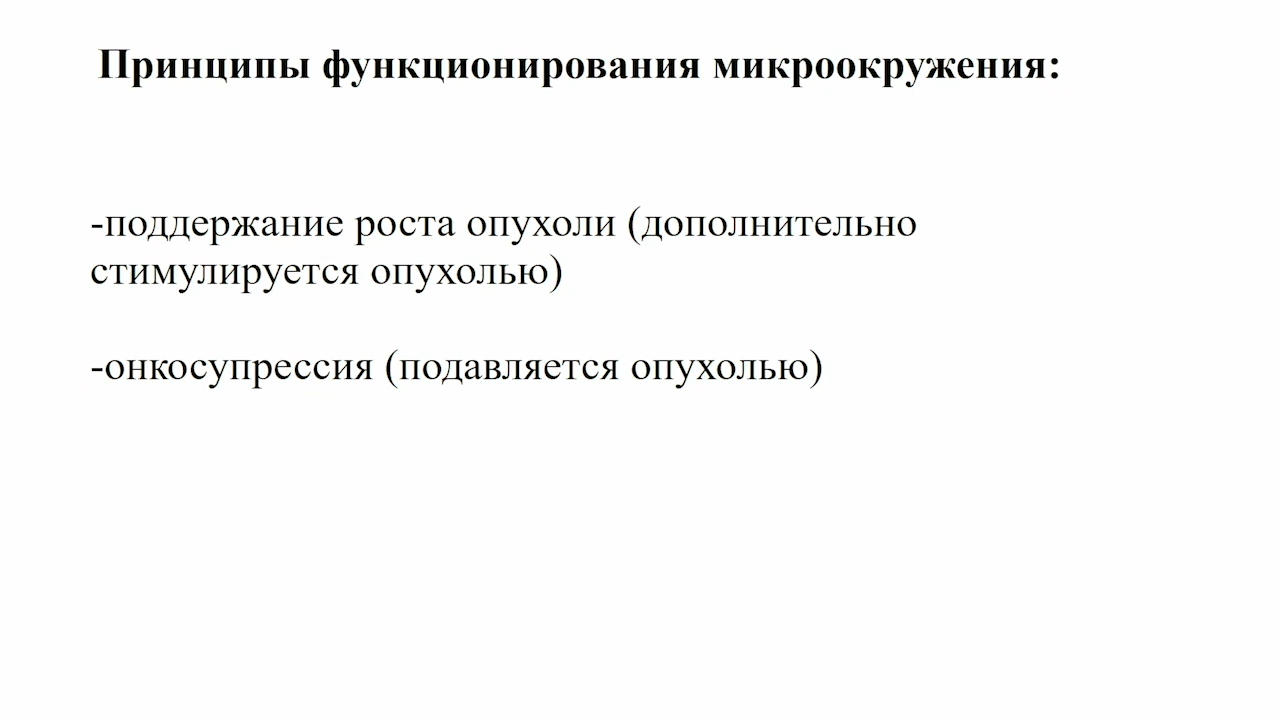 Принципы функционирования микроокружения:
-поддержание роста опухоли (дополнительно
стимулируется опухолью)
-онкосупрессия (подавляется опухолью)